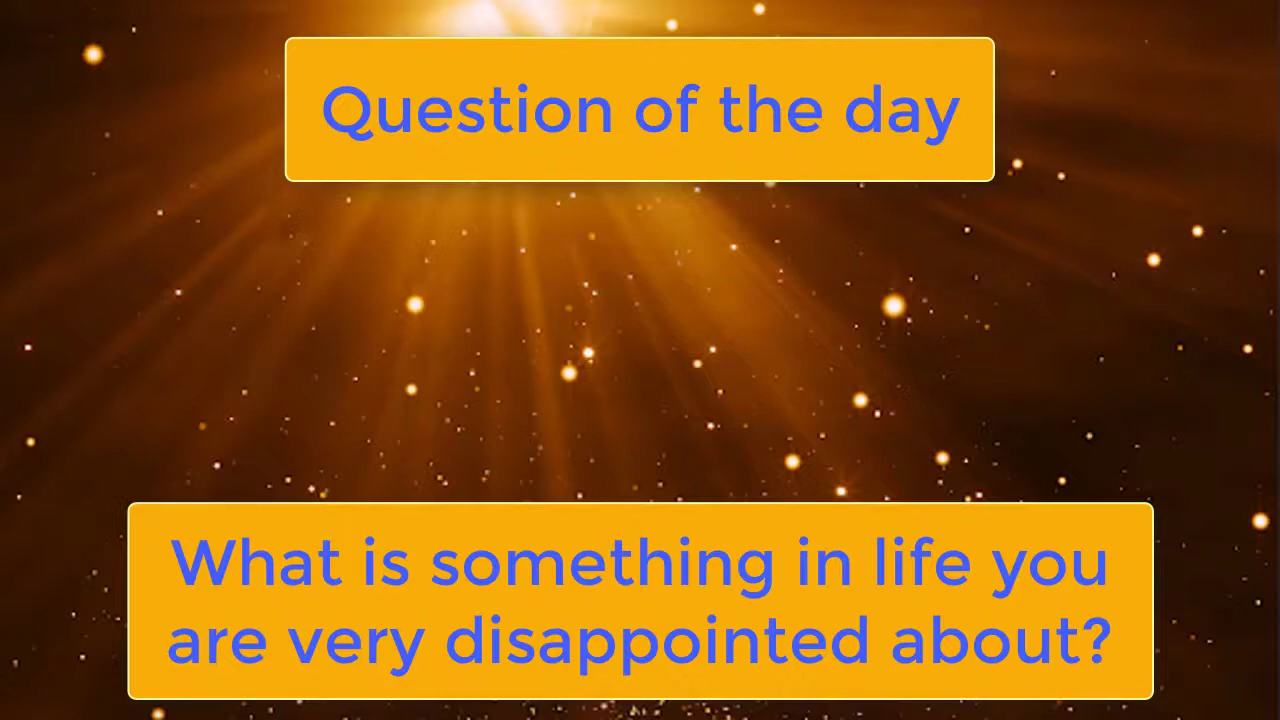 Question of the day
What is something in life you
are very disappointed about?